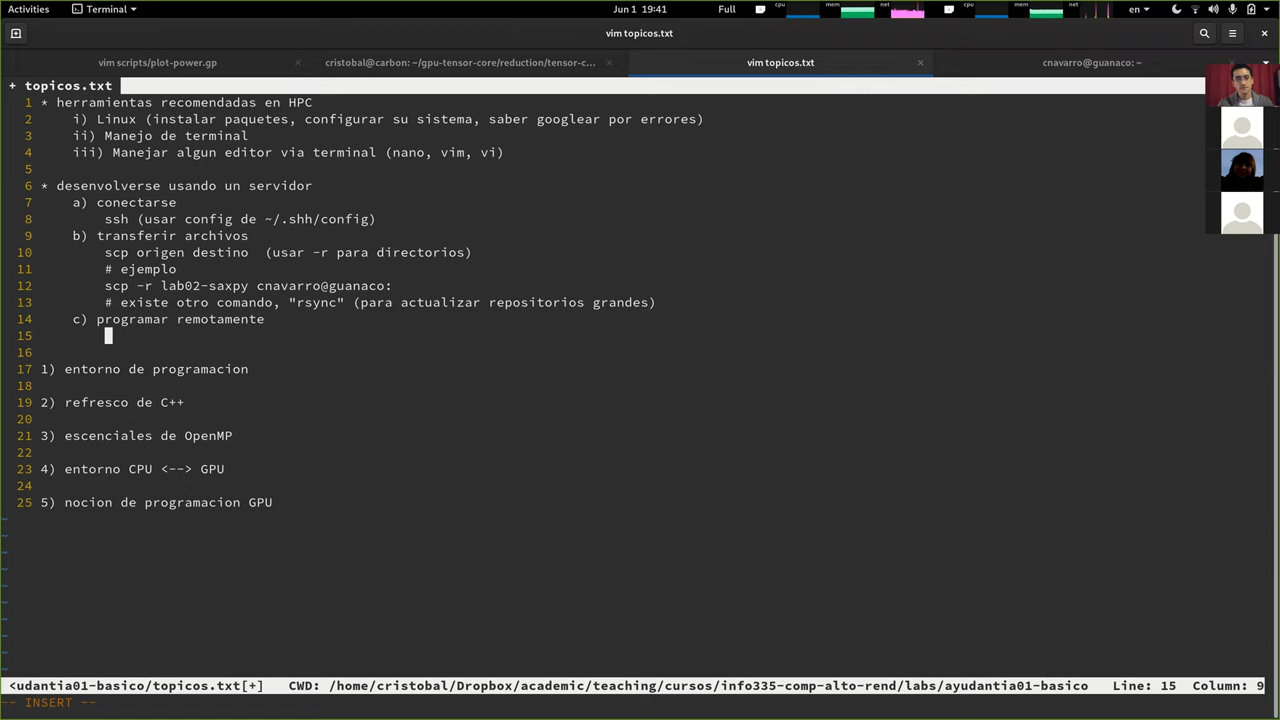 Activities Terminal Jun 1 19:41 Full cpu mem net cpu mem net en
vim topicos.txt
vim scripts/plot-power.gp cristobal@carbon: ~/gpu-tensor-core/reduction/tensor-c... vim topicos.txt cnavarro@guanaco: ~
+ topicos.txt
1 * herramientas recomendadas en HPC
2 i) Linux (instalar paquetes, configurar su sistema, saber googlear por errores)
3 ii) Manejo de terminal
4 iii) Manejar algun editor via terminal (nano, vim, vi)
5
6 * desenvolverse usando un servidor
7 a) conectarse
8 ssh (usar config de ~/.shh/config)
9 b) transferir archivos
10 scp origen destino (usar -r para directorios)
11 # ejemplo
12 scp -r lab02-saxpy cnavarro@guanaco:
13 # existe otro comando, "rsync" (para actualizar repositorios grandes)
14 c) programar remotamente
15
16
17 1) entorno de programacion
18
19 2) refresco de C++
20
21 3) escenciales de OpenMP
22
23 4) entorno CPU <--> GPU
24
25 5) nocion de programacion GPU
~
~
~
~
~
~
~
~
~
~
<udantia01-basico/topicos.txt[+] CWD: /home/cristobal/Dropbox/academic/teaching/cursos/info335-comp-alto-rend/labs/ayudantia01-basico Line: 15 Column: 9
-- INSERT --